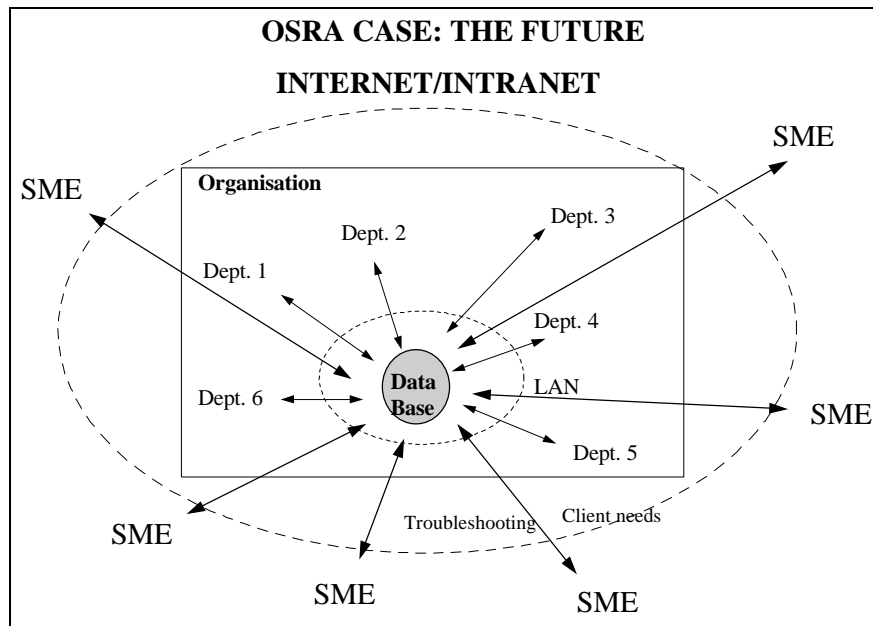 OSRA CASE: THE FUTURE
INTERNET/INTRANET
SME
SME
Organisation
Dept. 3
Dept. 2
Dept. 1
Dept. 4
Data
Base
LAN
Dept. 6
SME
Dept. 5
Troubleshooting
Client needs
SME
SME
SME